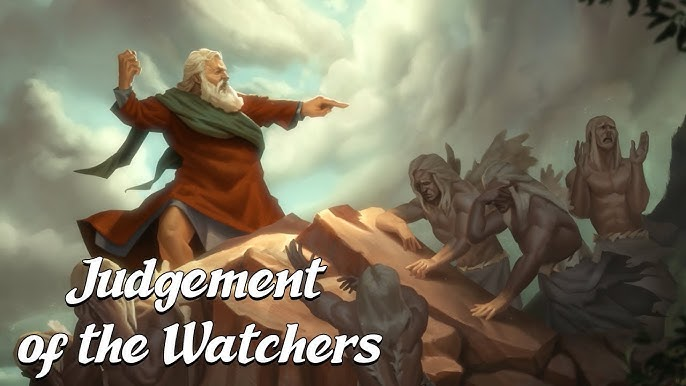 Judgement
of the Watchers